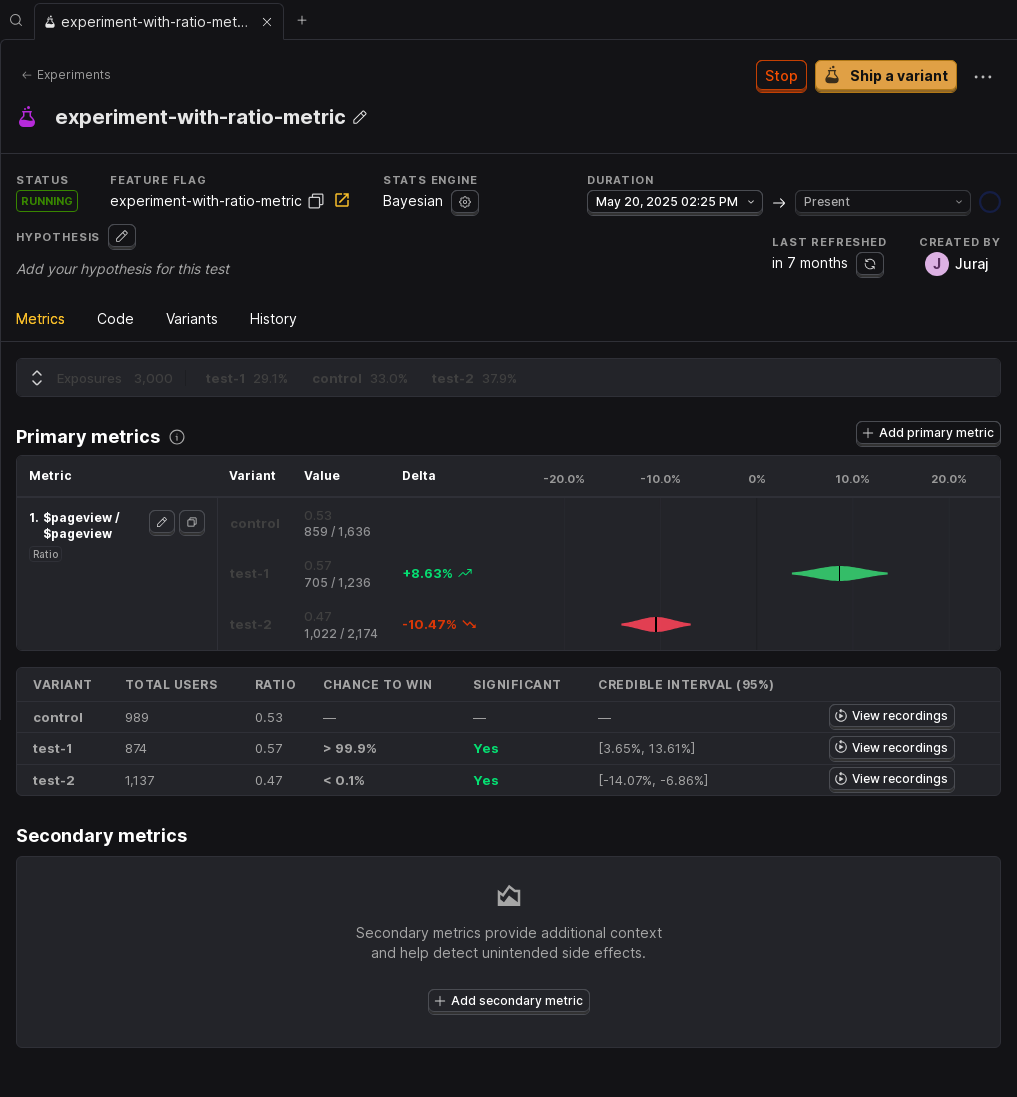 experiment-with-ratio-met...
Experiments
Stop
Ship a variant
experiment-with-ratio-metric
STATUS
FEATURE FLAG
STATS ENGINE
DURATION
RUNNING
experiment-with-ratio-metric
Bayesian
May 20, 2025 02:25 PM
Present
HYPOTHESIS
LAST REFRESHED
CREATED BY
Add your hypothesis for this test
in 7 months
J Juraj
Metrics
Code
Variants
History
Exposures 3,000 test-1 29.1% control 33.0% test-2 37.9%
Primary metrics
Add primary metric
Metric Variant Value Delta -20.0% -10.0% 0% 10.0% 20.0%
1. $pageview /
$pageview
Ratio
control 0.53
859 / 1,636
test-1 0.57
705 / 1,236
+8.63%
test-2 0.47
1,022 / 2,174
-10.47%
VARIANT TOTAL USERS RATIO CHANCE TO WIN SIGNIFICANT CREDIBLE INTERVAL (95%)
control 989 0.53 — — — View recordings
test-1 874 0.57 > 99.9% Yes [3.65%, 13.61%] View recordings
test-2 1,137 0.47 < 0.1% Yes [-14.07%, -6.86%] View recordings
Secondary metrics
Secondary metrics provide additional context
and help detect unintended side effects.
Add secondary metric